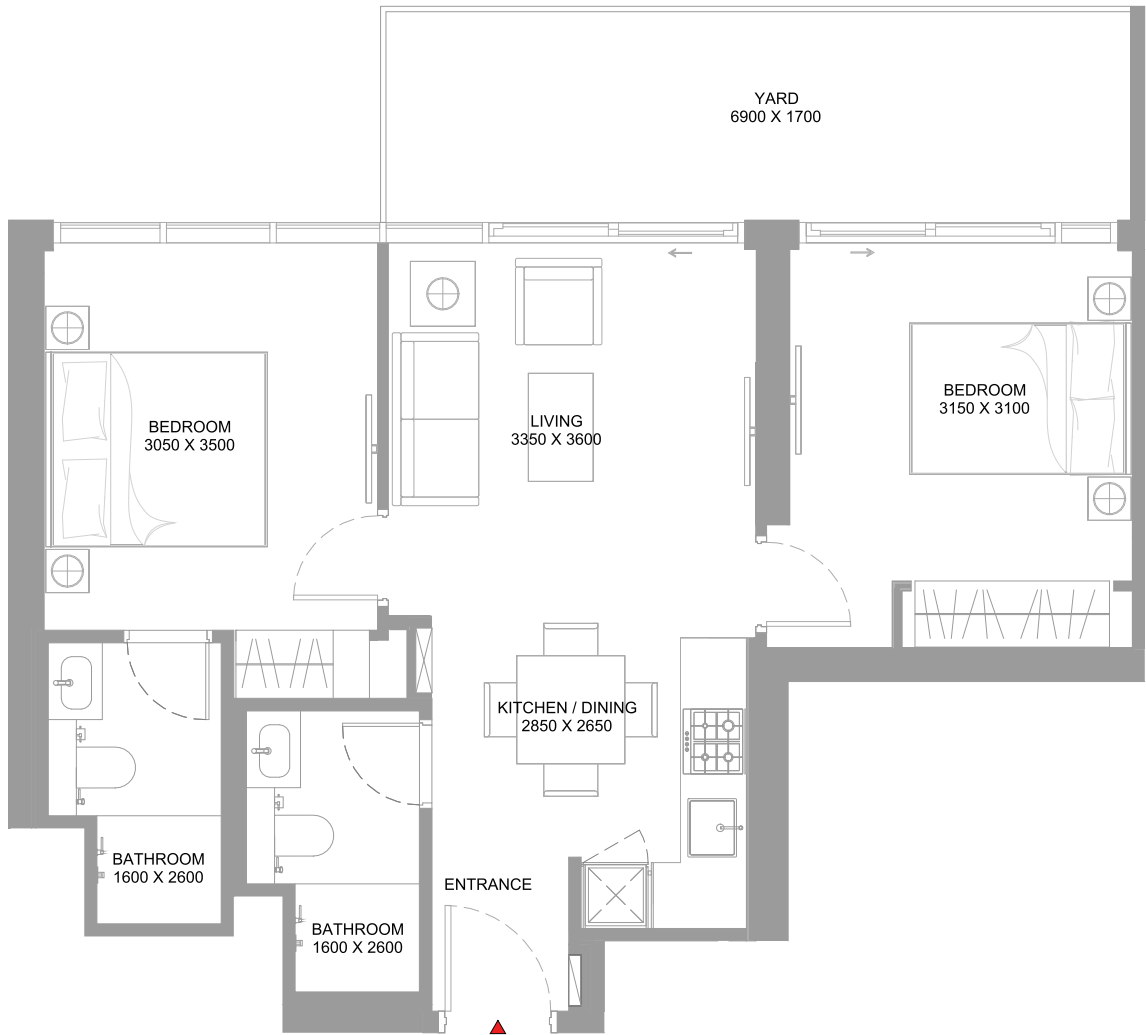 YARD
6900 X 1700
BEDROOM
3050 X 3500
LIVING
3350 X 3600
BEDROOM
3150 X 3100
KITCHEN / DINING
2850 X 2650
BATHROOM
1600 X 2600
ENTRANCE
BATHROOM
1600 X 2600